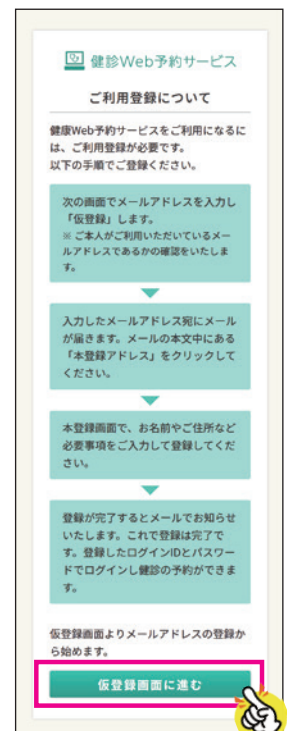 健診Web予約サービス
ご利用登録について
健康Web予約サービスをご利用になるに
は、ご利用登録が必要です。
以下の手順でご登録ください。
次の画面でメールアドレスを入力し
「仮登録」します。
※ ご本人がご利用いただいているメー
ルアドレスであるかの確認をいたしま
す。
入力したメールアドレス宛にメール
が届きます。メールの本文中にある
「本登録アドレス」をクリックして
ください。
本登録画面で、お名前やご住所など
必要事項をご入力して登録してくだ
さい。
登録が完了するとメールでお知らせ
いたします。これで登録は完了で
す。登録したログインIDとパスワー
ドでログインし健診の予約ができま
す。
仮登録画面よりメールアドレスの登録か
ら始めます。
仮登録画面に進む